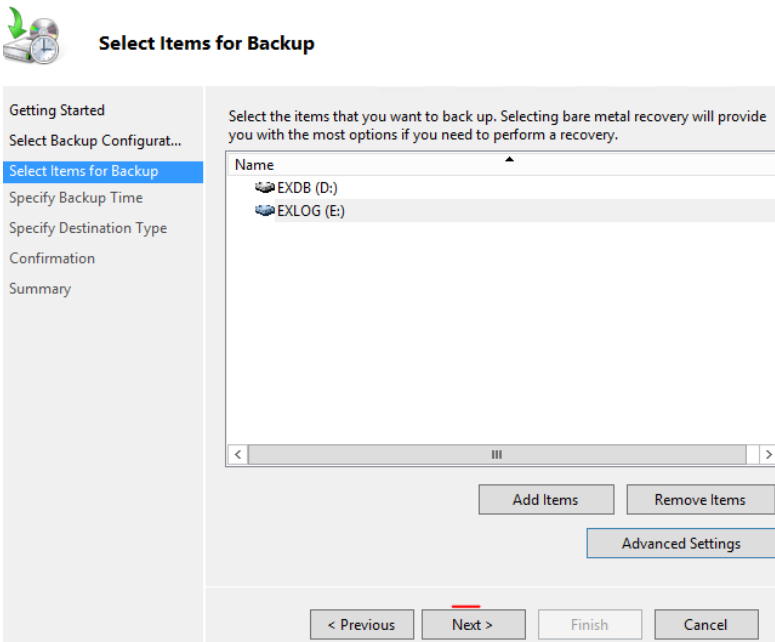 Select Items for Backup
Getting Started
Select Backup Configurat...
Select Items for Backup
Specify Backup Time
Specify Destination Type
Confirmation
Summary
Select the items that you want to back up. Selecting bare metal recovery will provide
you with the most options if you need to perform a recovery.
Name
EXDB (D:)
EXLOG (E:)
Add Items
Remove Items
Advanced Settings
< Previous
Next >
Finish
Cancel